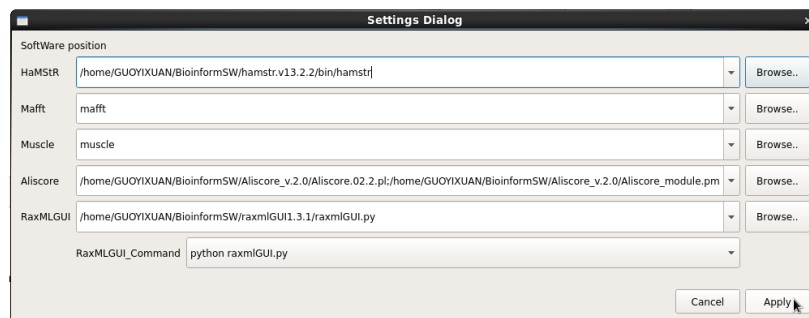 Settings Dialog
SoftWare position
HaMStR /home/GUOYIXUAN/BioinformSW/hamstr.v13.2.2/bin/hamstr Browse..
Mafft mafft Browse..
Muscle muscle Browse..
Aliscore /home/GUOYIXUAN/BioinformSW/Aliscore_v.2.0/Aliscore.02.2.pl;/home/GUOYIXUAN/BioinformSW/Aliscore_v.2.0/Aliscore_module.pm Browse..
RaxMLGUI /home/GUOYIXUAN/BioinformSW/raxmlGUI1.3.1/raxmlGUI.py Browse..
RaxMLGUI_Command python raxmlGUI.py
Cancel Apply